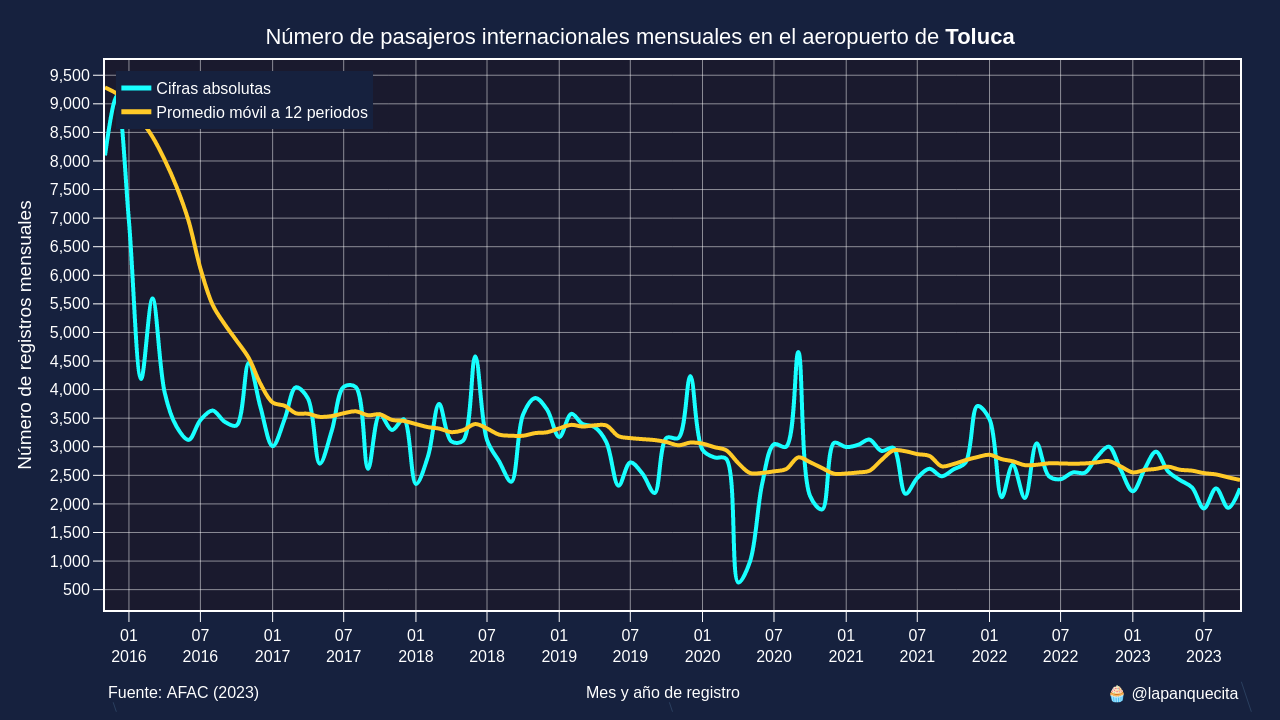 Número de pasajeros internacionales mensuales en el aeropuerto de Toluca
Cifras absolutas
Promedio móvil a 12 periodos
Número de registros mensuales
9,500
9,000
8,500
8,000
7,500
7,000
6,500
6,000
5,500
5,000
4,500
4,000
3,500
3,000
2,500
2,000
1,500
1,000
500
01 07 01 07 01 07 01 07 01 07 01 07 01 07 01 07
2016 2016 2017 2017 2018 2018 2019 2019 2020 2020 2021 2021 2022 2022 2023 2023
Fuente: AFAC (2023)
Mes y año de registro
🧁 @lapanquecita